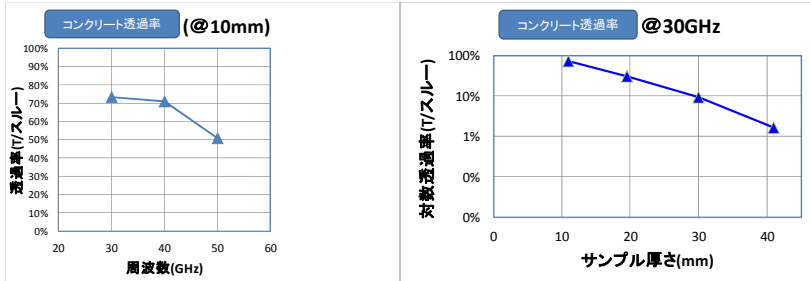 コンクリート透過率 (@10mm)
透過率(T/スルー)
100%
90%
80%
70%
60%
50%
40%
30%
20%
10%
0%
20 30 40 50 60
周波数(GHz)
コンクリート透過率 @30GHz
対数透過率(T/スルー)
100%
10%
1%
0%
0%
0 10 20 30 40
サンプル厚さ(mm)